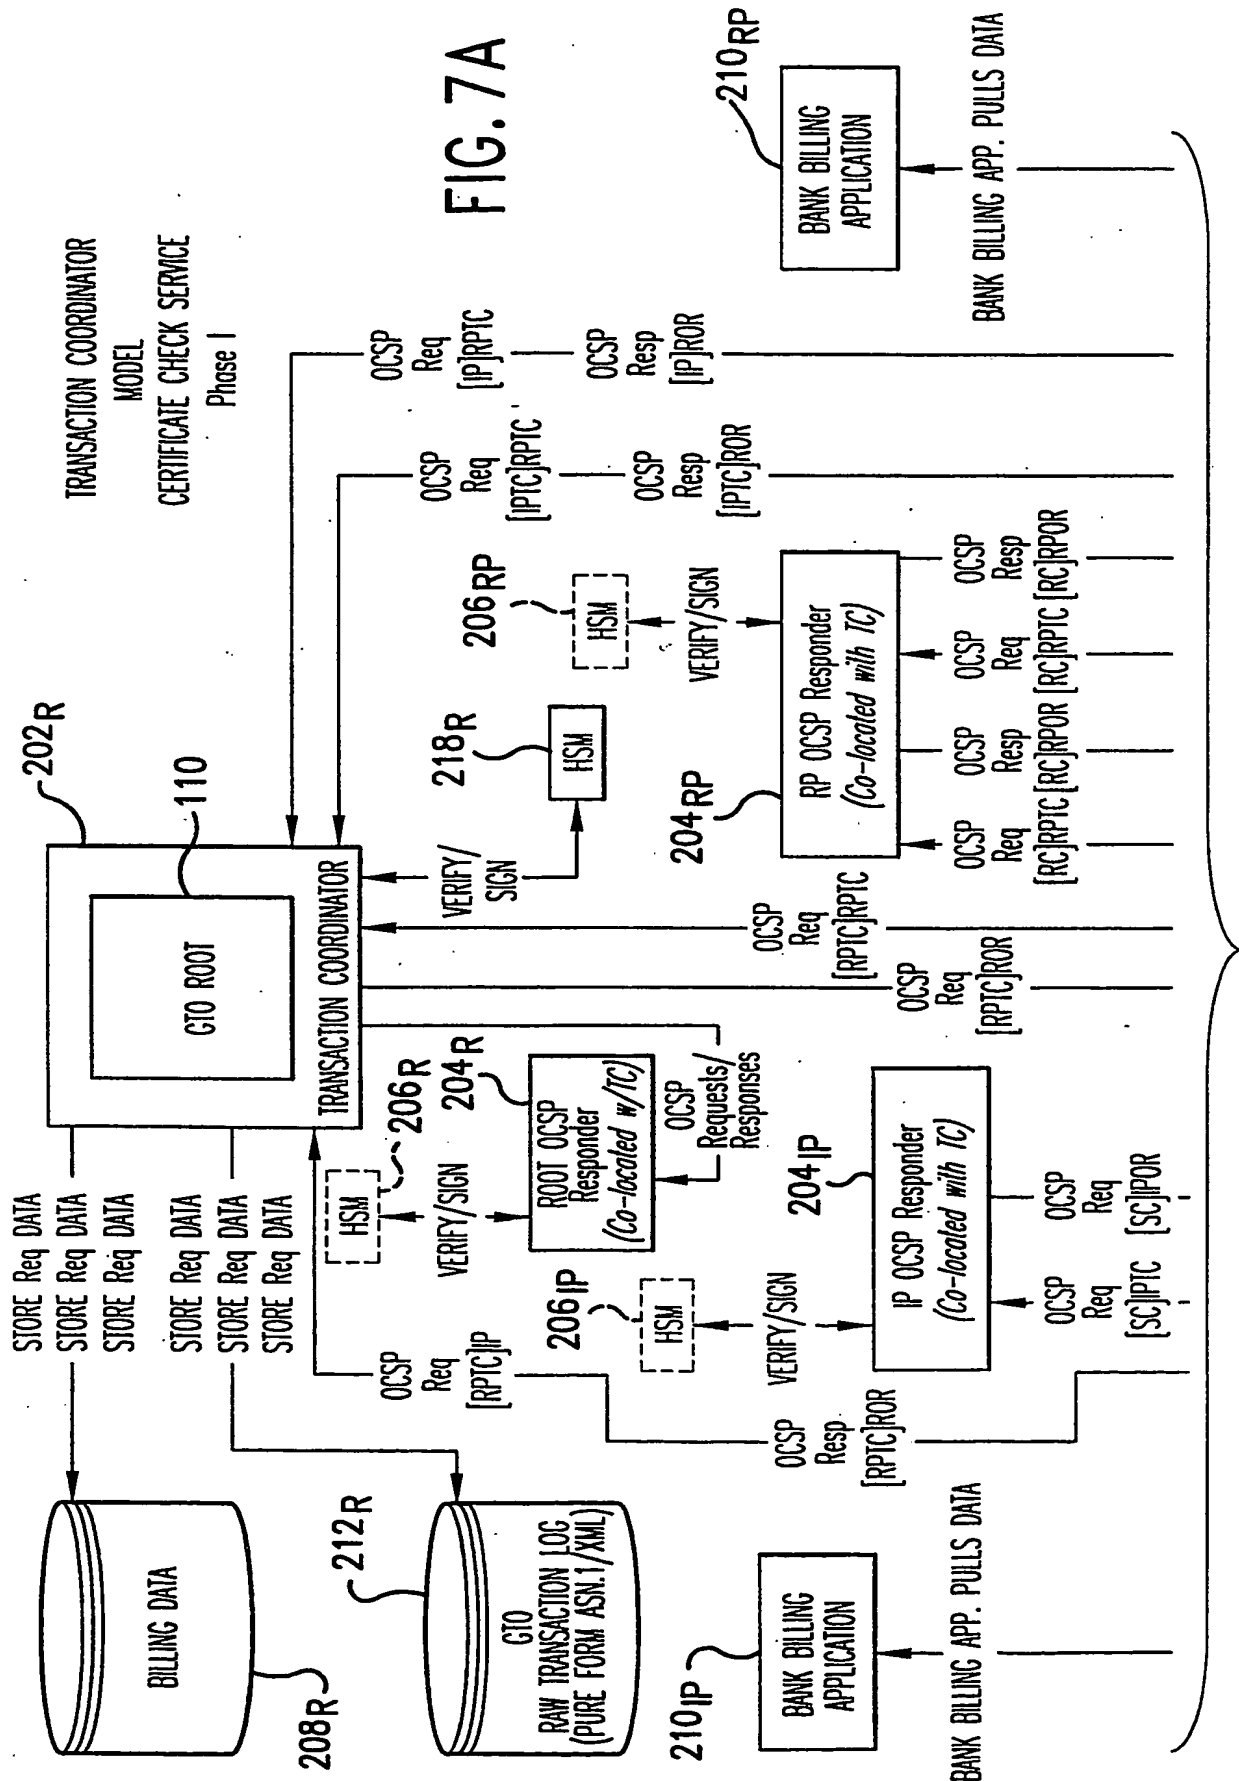 FIG. 7A
TRANSACTION COORDINATOR
MODEL
CERTIFICATE CHECK SERVICE
Phase I
STORE Req DATA
STORE Req DATA
STORE Req DATA
STORE Req DATA
STORE Req DATA
STORE Req DATA
BILLING DATA
208R
GTO
RAW TRANSACTION LOG
(PURE FORM ASN.1/XML)
212R
GTO ROOT
TRANSACTION COORDINATOR
202R
110
HSM
206R
VERIFY/SIGN
ROOT OCSP
Responder
(Co-located w/TC)
204R
OCSP
Requests/
Responses
VERIFY/
SIGN
HSM
218R
HSM
206RP
VERIFY/SIGN
RP OCSP Responder
(Co-located with TC)
204RP
OCSP
Req
[RC]RPTC
OCSP
Resp
[RC]RPOR
OCSP
Req
[RC]RPTC
OCSP
Resp
[RC]RPOR
OCSP
Req
[IPTC]RPTC
OCSP
Resp
[IPTC]ROR
OCSP
Req
[IP]RPTC
OCSP
Resp
[IP]ROR
OCSP
Req
[RPTC]RPTC
OCSP
Req
[RPTC]ROR
OCSP
Req
[RPTC]IP
OCSP
Resp
[RPTC]ROR
HSM
206IP
VERIFY/SIGN
IP OCSP Responder
(Co-located with TC)
204IP
OCSP
Req
[SC]IPTC
OCSP
Req
[SC]IPOR
BANK BILLING
APPLICATION
210IP
BANK BILLING APP. PULLS DATA
BANK BILLING
APPLICATION
210RP
BANK BILLING APP. PULLS DATA